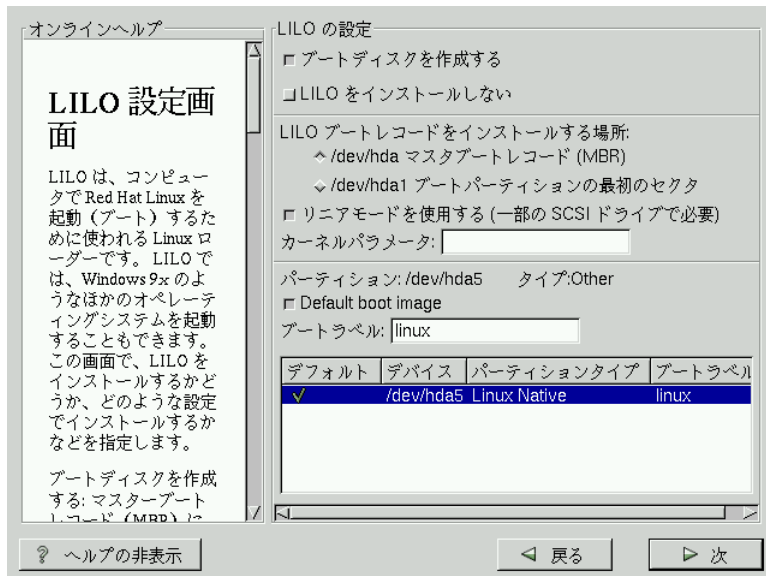 オンラインヘルプ
LILO 設定画
面
LILO は、コンピュー
タで Red Hat Linux を
起動（ブート）するた
めに使われる Linux ロ
ーダーです。 LILO で
は、Windows 9x のよ
うなほかのオペレーテ
ィングシステムを起動
することもできます。
この画面で、LILO を
インストールするかど
うか、どのような設定
でインストールするか
などを指定します。
ブートディスクを作成
する: マスターブート
レコード（MBR）に
ヘルプの非表示
LILO の設定
ブートディスクを作成する
LILO をインストールしない
LILO ブートレコードをインストールする場所:
/dev/hda マスタブートレコード (MBR)
/dev/hda1 ブートパーティションの最初のセクタ
リニアモードを使用する (一部の SCSI ドライブで必要)
カーネルパラメータ:
パーティション: /dev/hda5 タイプ:Other
Default boot image
ブートラベル: linux
デフォルト デバイス パーティションタイプ ブートラベル
/dev/hda5 Linux Native linux
戻る
次